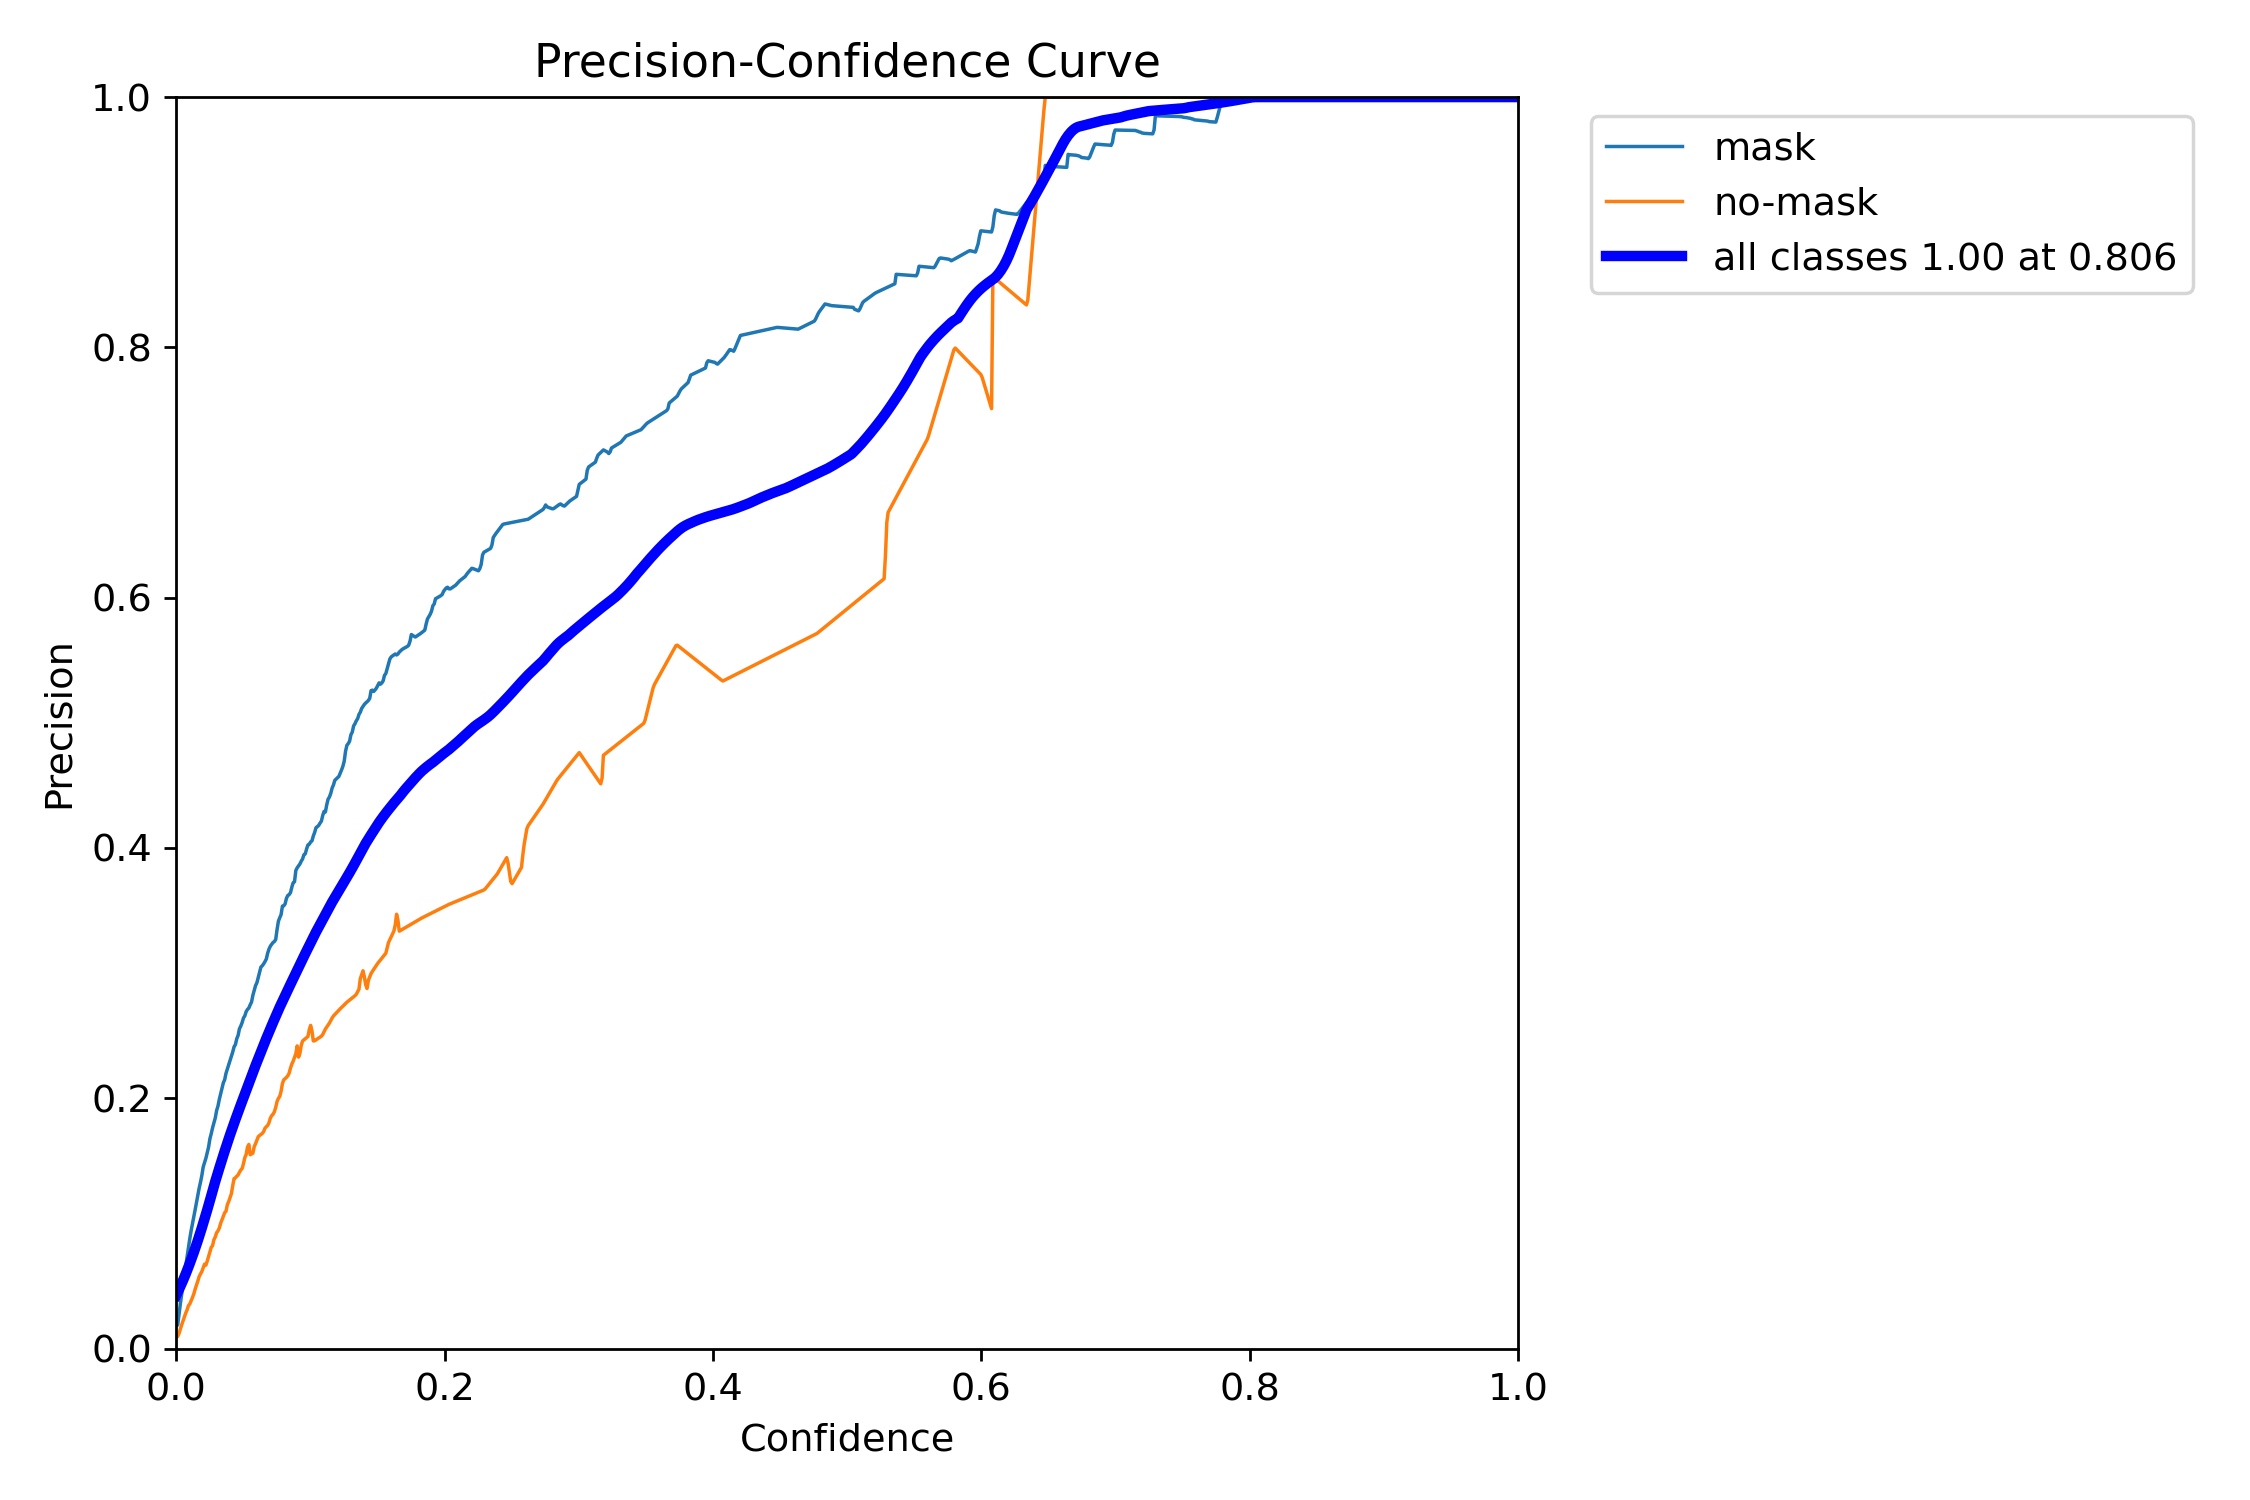 Precision-Confidence Curve
1.0
0.8
0.6
0.4
0.2
0.0
Precision
0.0 0.2 0.4 0.6 0.8 1.0
Confidence
mask
no-mask
all classes 1.00 at 0.806